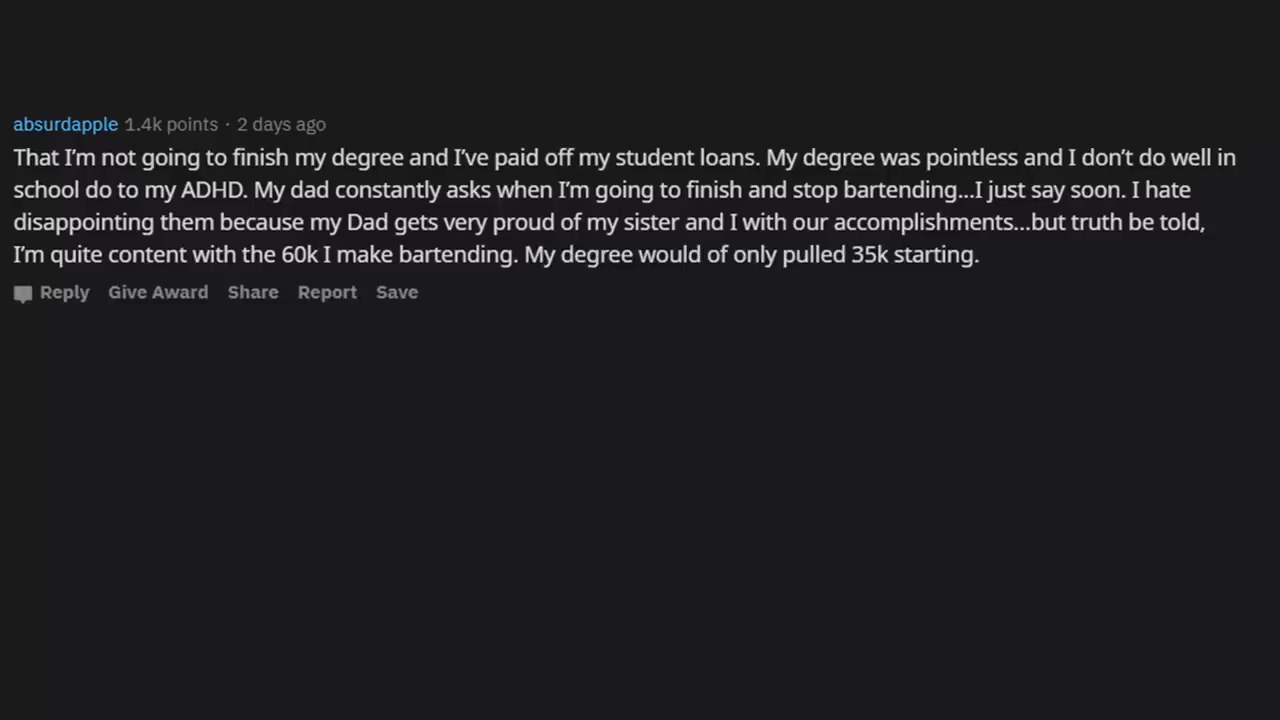 absurdapple 1.4k points · 2 days ago
That I’m not going to finish my degree and I’ve paid off my student loans. My degree was pointless and I don’t do well in
school do to my ADHD. My dad constantly asks when I’m going to finish and stop bartending...I just say soon. I hate
disappointing them because my Dad gets very proud of my sister and I with our accomplishments...but truth be told,
I’m quite content with the 60k I make bartending. My degree would of only pulled 35k starting.
Reply Give Award Share Report Save